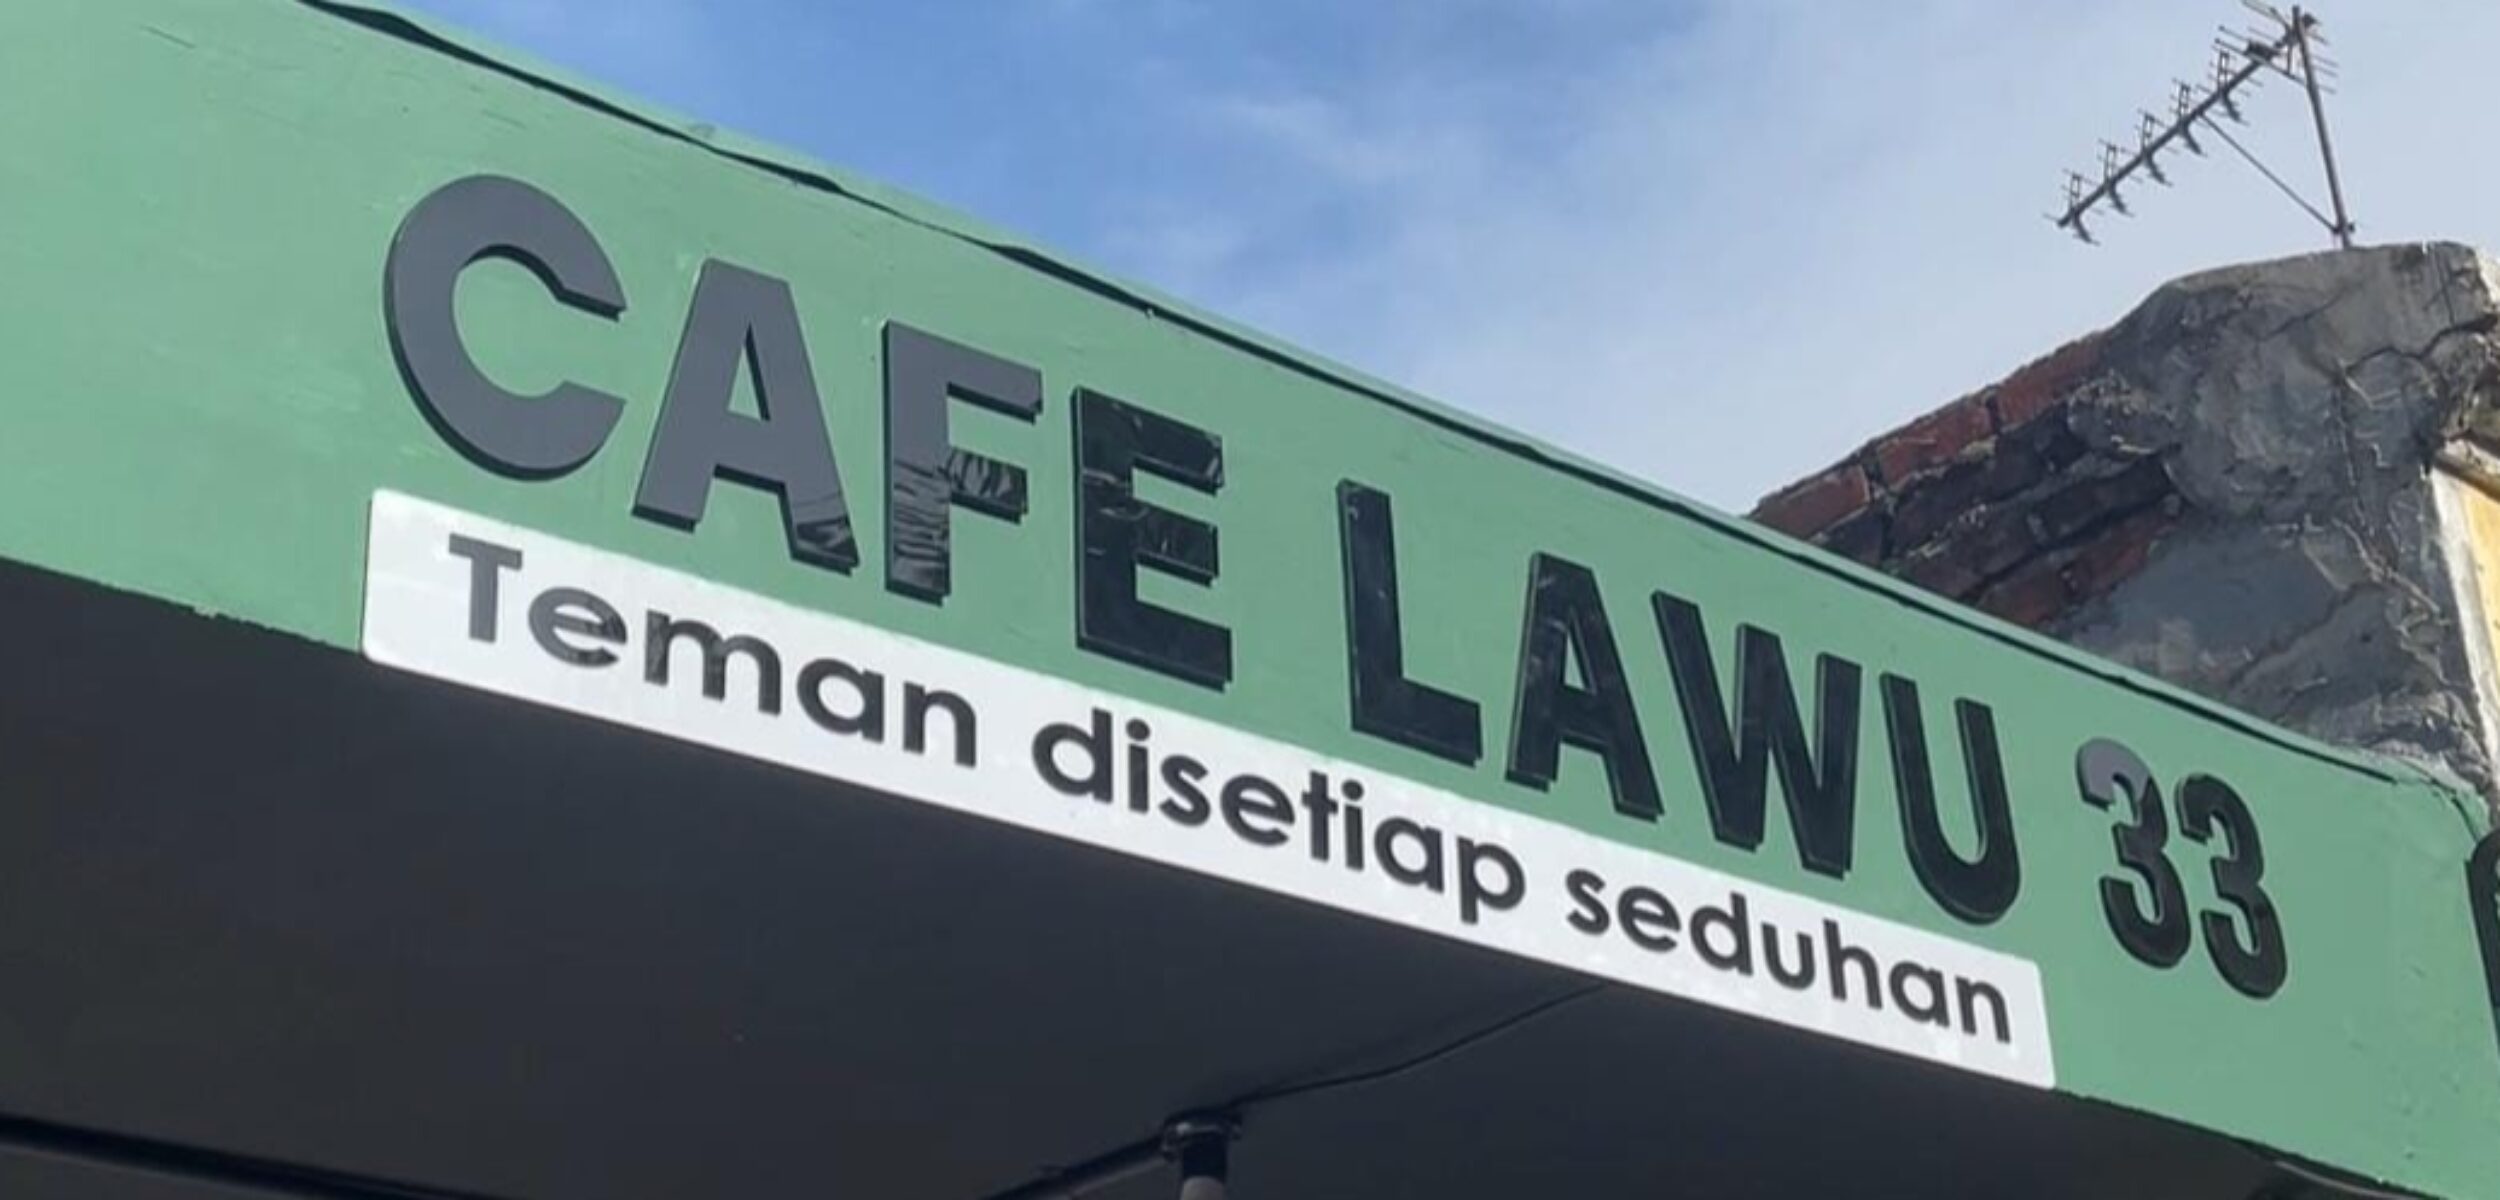 CAFE LAWU 33
Teman disetiap seduhan